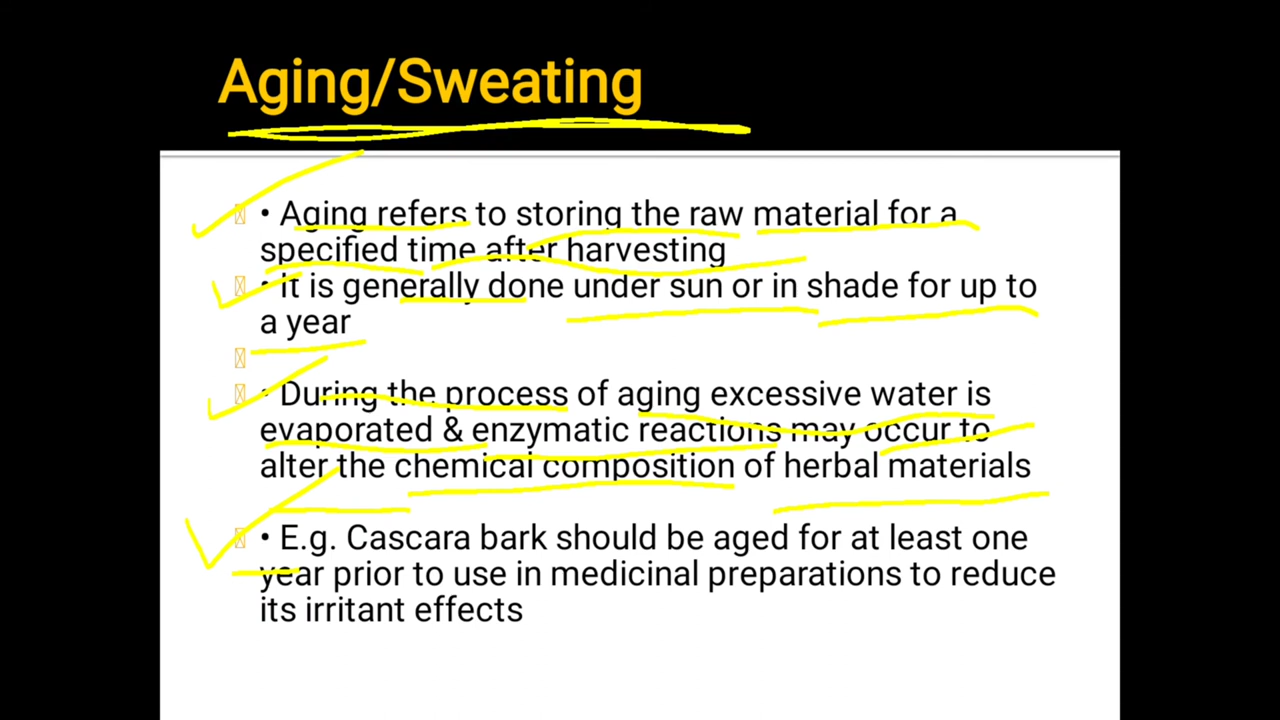 Aging/Sweating
• Aging refers to storing the raw material for a
specified time after harvesting
• It is generally done under sun or in shade for up to
a year
• During the process of aging excessive water is
evaporated & enzymatic reactions may occur to
alter the chemical composition of herbal materials
• E.g. Cascara bark should be aged for at least one
year prior to use in medicinal preparations to reduce
its irritant effects